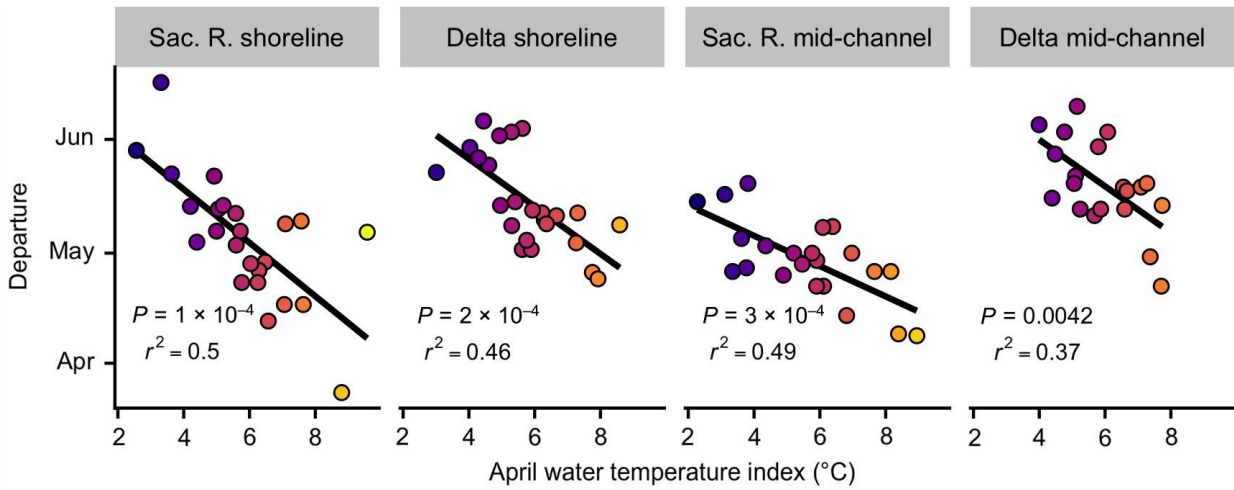 Sac. R. shoreline
Delta shoreline
Sac. R. mid-channel
Delta mid-channel
Departure
Jun
May
Apr
P = 1 × 10⁻⁴
r² = 0.5
P = 2 × 10⁻⁴
r² = 0.46
P = 3 × 10⁻⁴
r² = 0.49
P = 0.0042
r² = 0.37
2 4 6 8
2 4 6 8
2 4 6 8
2 4 6 8
April water temperature index (°C)